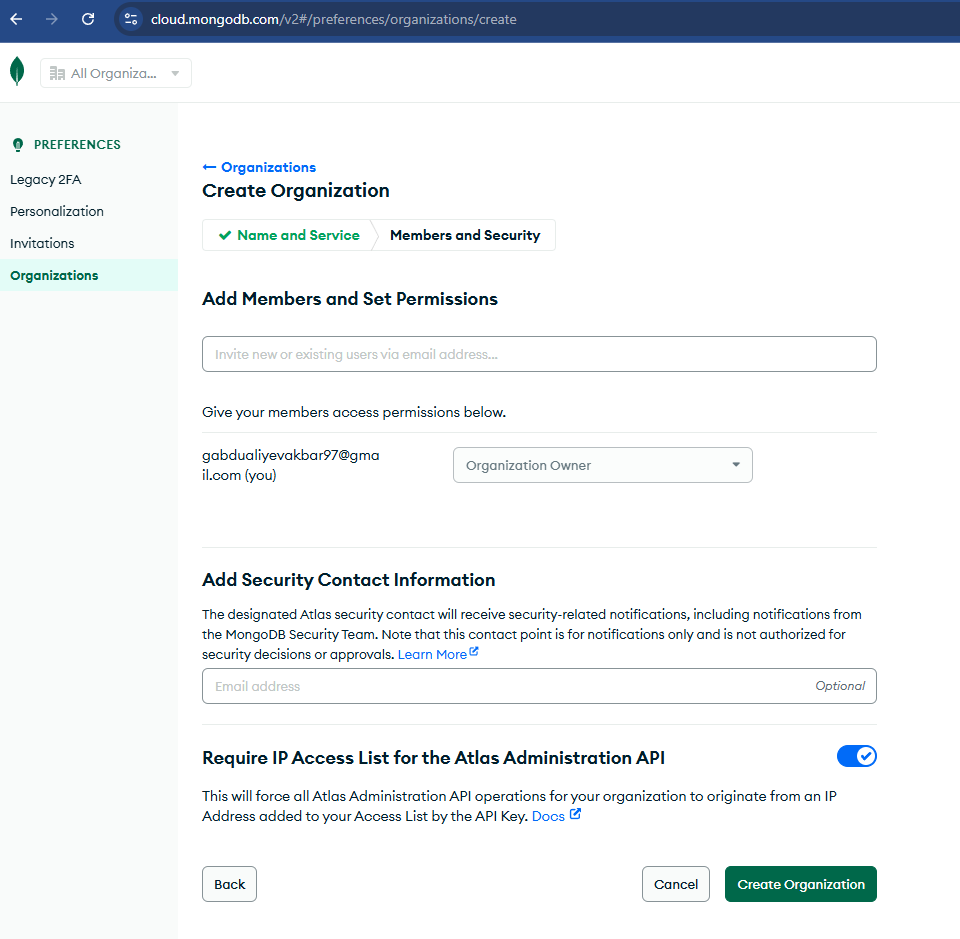 cloud.mongodb.com/v2#/preferences/organizations/create
All Organiza...
PREFERENCES
Legacy 2FA
Personalization
Invitations
Organizations
← Organizations
Create Organization
Name and Service
Members and Security
Add Members and Set Permissions
Invite new or existing users via email address...
Give your members access permissions below.
gabdualiyevakbar97@gma
il.com (you)
Organization Owner
Add Security Contact Information
The designated Atlas security contact will receive security-related notifications, including notifications from
the MongoDB Security Team. Note that this contact point is for notifications only and is not authorized for
security decisions or approvals. Learn More
Email address
Optional
Require IP Access List for the Atlas Administration API
This will force all Atlas Administration API operations for your organization to originate from an IP
Address added to your Access List by the API Key. Docs
Back
Cancel
Create Organization